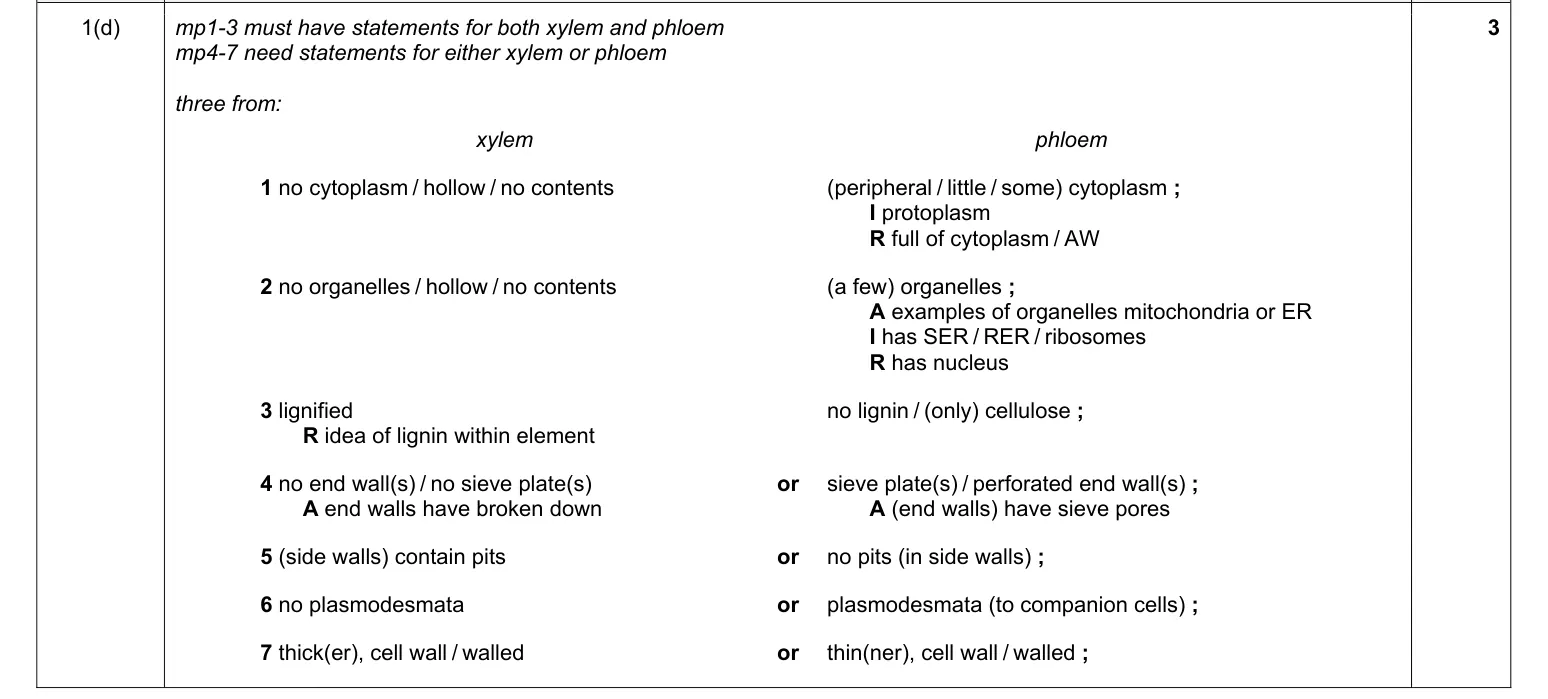 1(d) mp1-3 must have statements for both xylem and phloem 3
mp4-7 need statements for either xylem or phloem
three from:
xylem phloem
1 no cytoplasm / hollow / no contents (peripheral / little / some) cytoplasm ;
I protoplasm
R full of cytoplasm / AW
2 no organelles / hollow / no contents (a few) organelles ;
A examples of organelles mitochondria or ER
I has SER / RER / ribosomes
R has nucleus
3 lignified no lignin / (only) cellulose ;
R idea of lignin within element
4 no end wall(s) / no sieve plate(s) or sieve plate(s) / perforated end wall(s) ;
A end walls have broken down A (end walls) have sieve pores
5 (side walls) contain pits or no pits (in side walls) ;
6 no plasmodesmata or plasmodesmata (to companion cells) ;
7 thick(er), cell wall / walled or thin(ner), cell wall / walled ;